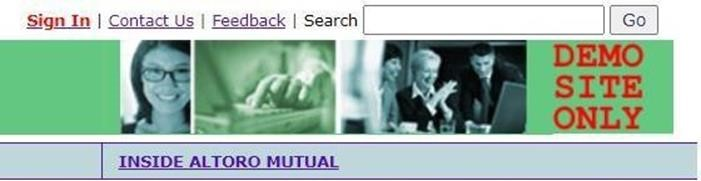 Sign In | Contact Us | Feedback | Search Go
DEMO
SITE
ONLY
INSIDE ALTORO MUTUAL